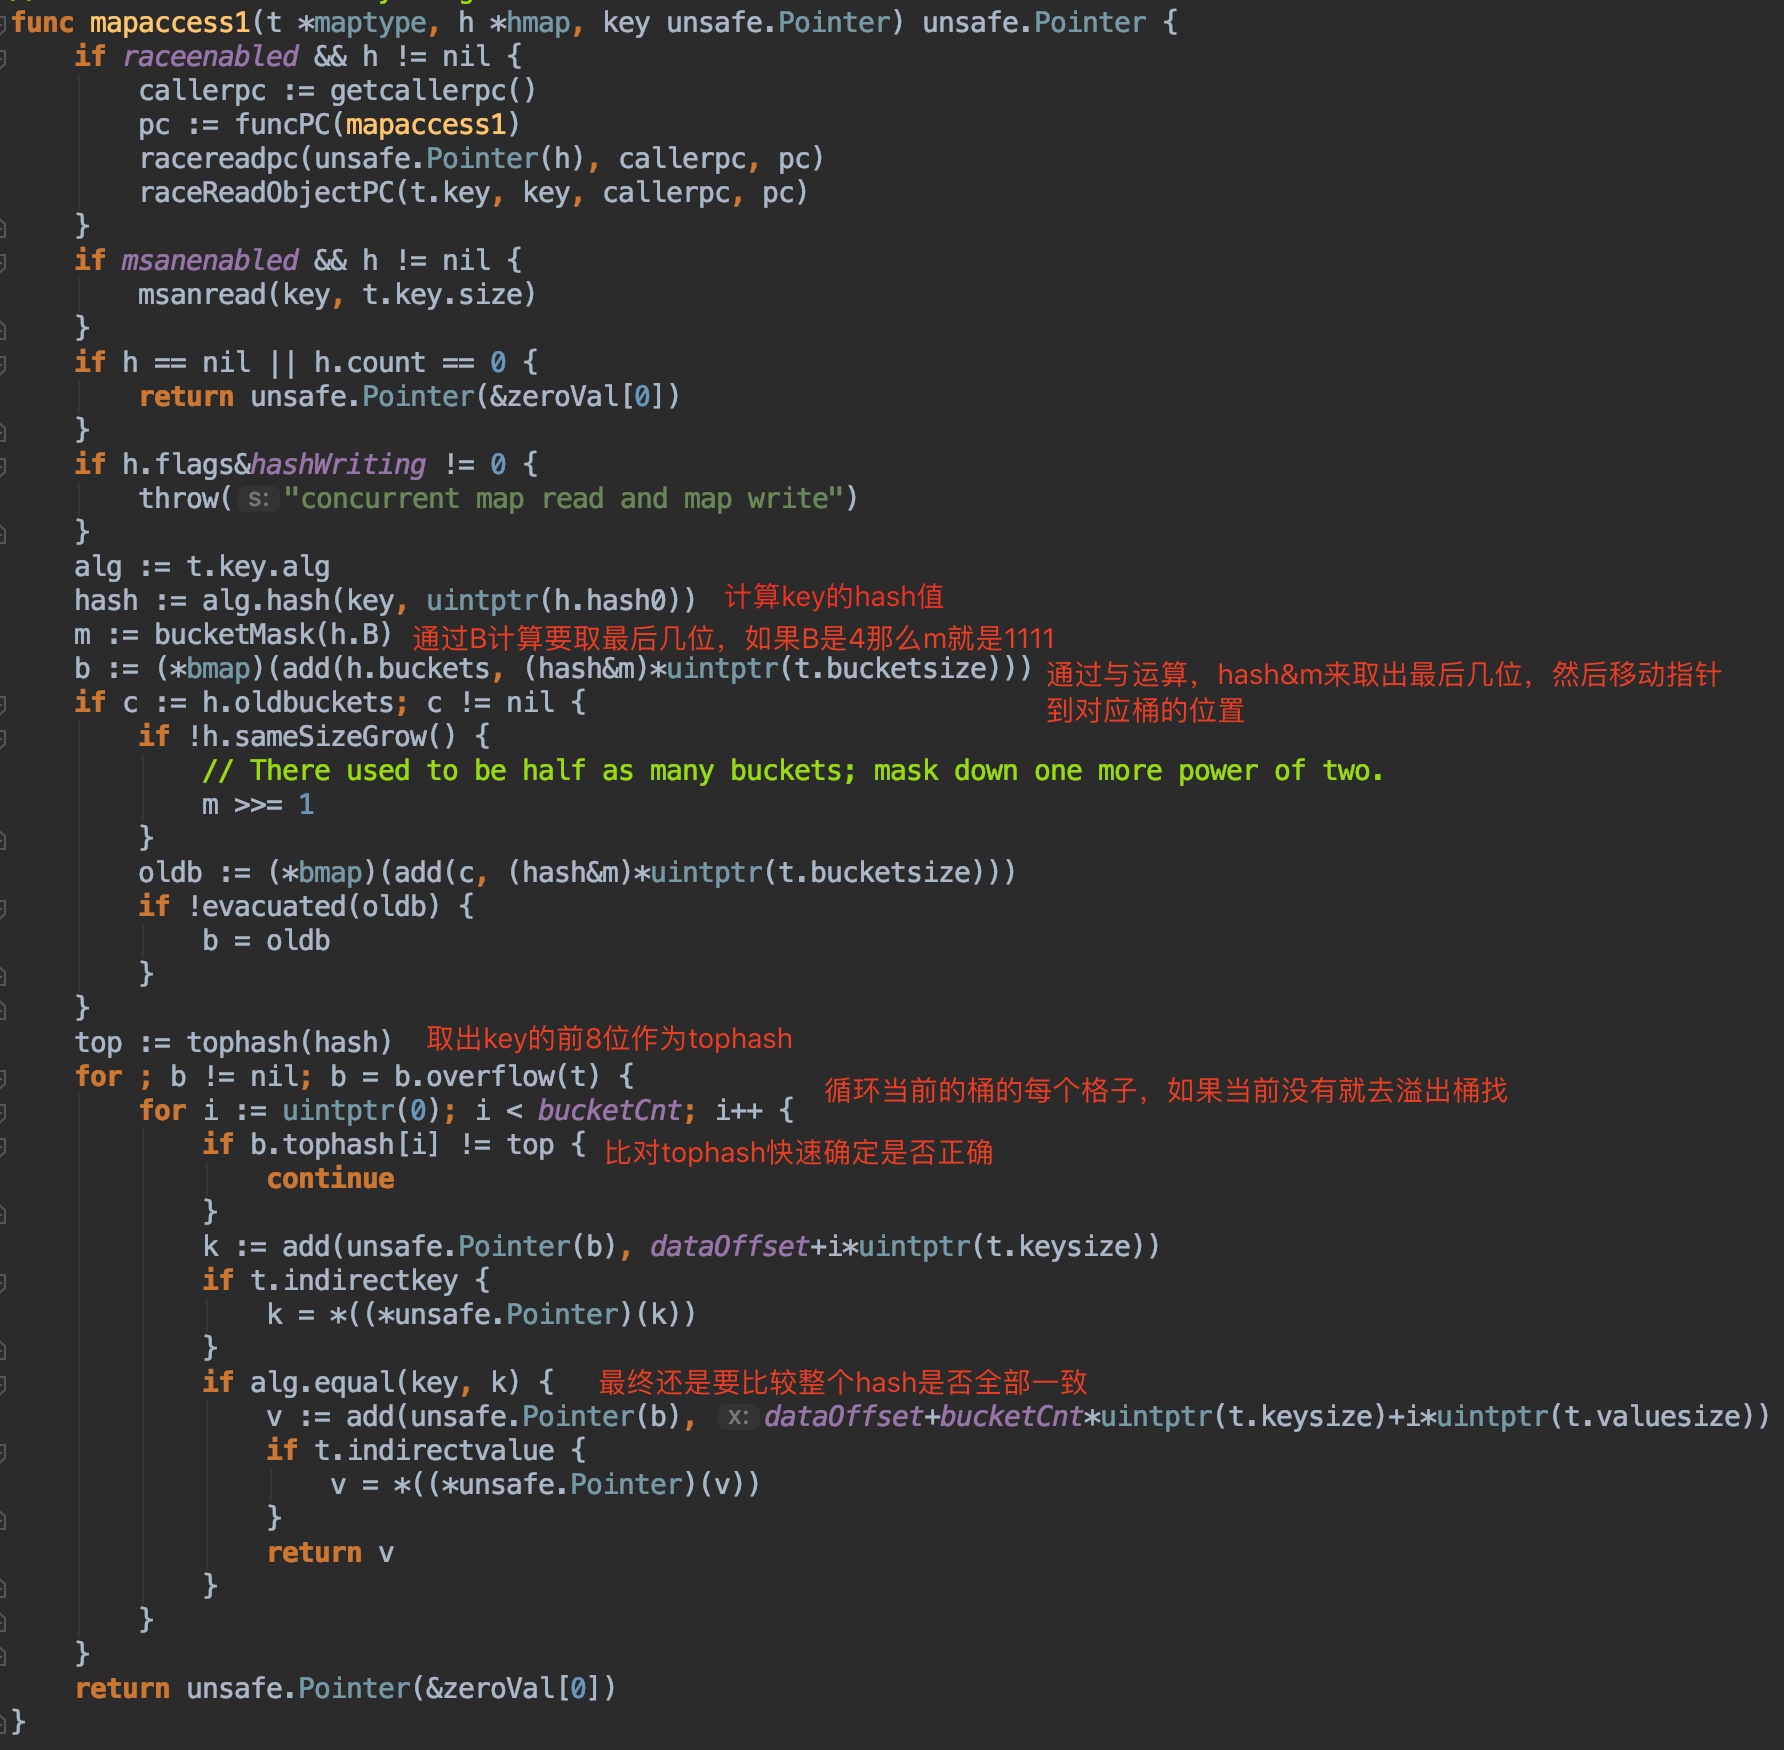 func mapaccess1(t *maptype, h *hmap, key unsafe.Pointer) unsafe.Pointer {
    if raceenabled && h != nil {
        callerpc := getcallerpc()
        pc := funcPC(mapaccess1)
        racereadpc(unsafe.Pointer(h), callerpc, pc)
        raceReadObjectPC(t.key, key, callerpc, pc)
    }
    if msanenabled && h != nil {
        msanread(key, t.key.size)
    }
    if h == nil || h.count == 0 {
        return unsafe.Pointer(&zeroVal[0])
    }
    if h.flags&hashWriting != 0 {
        throw( s: "concurrent map read and map write")
    }
    alg := t.key.alg
    hash := alg.hash(key, uintptr(h.hash0)) 计算key的hash值
    m := bucketMask(h.B) 通过B计算要取最后几位，如果B是4那么m就是1111
    b := (*bmap)(add(h.buckets, (hash&m)*uintptr(t.bucketsize))) 通过与运算，hash&m来取出最后几位，然后移动指针
到对应桶的位置
    if c := h.oldbuckets; c != nil {
        if !h.sameSizeGrow() {
            // There used to be half as many buckets; mask down one more power of two.
            m >>= 1
        }
        oldb := (*bmap)(add(c, (hash&m)*uintptr(t.bucketsize)))
        if !evacuated(oldb) {
            b = oldb
        }
    }
    top := tophash(hash) 取出key的前8位作为tophash
    for ; b != nil; b = b.overflow(t) {
循环当前的桶的每个格子，如果当前没有就去溢出桶找
        for i := uintptr(0); i < bucketCnt; i++ {
            if b.tophash[i] != top { 比对tophash快速确定是否正确
                continue
            }
            k := add(unsafe.Pointer(b), dataOffset+i*uintptr(t.keysize))
            if t.indirectkey {
                k = *((*unsafe.Pointer)(k))
            }
            if alg.equal(key, k) { 最终还是要比较整个hash是否全部一致
                v := add(unsafe.Pointer(b), x: dataOffset+bucketCnt*uintptr(t.keysize)+i*uintptr(t.valuesize))
                if t.indirectvalue {
                    v = *((*unsafe.Pointer)(v))
                }
                return v
            }
        }
    }
    return unsafe.Pointer(&zeroVal[0])
}